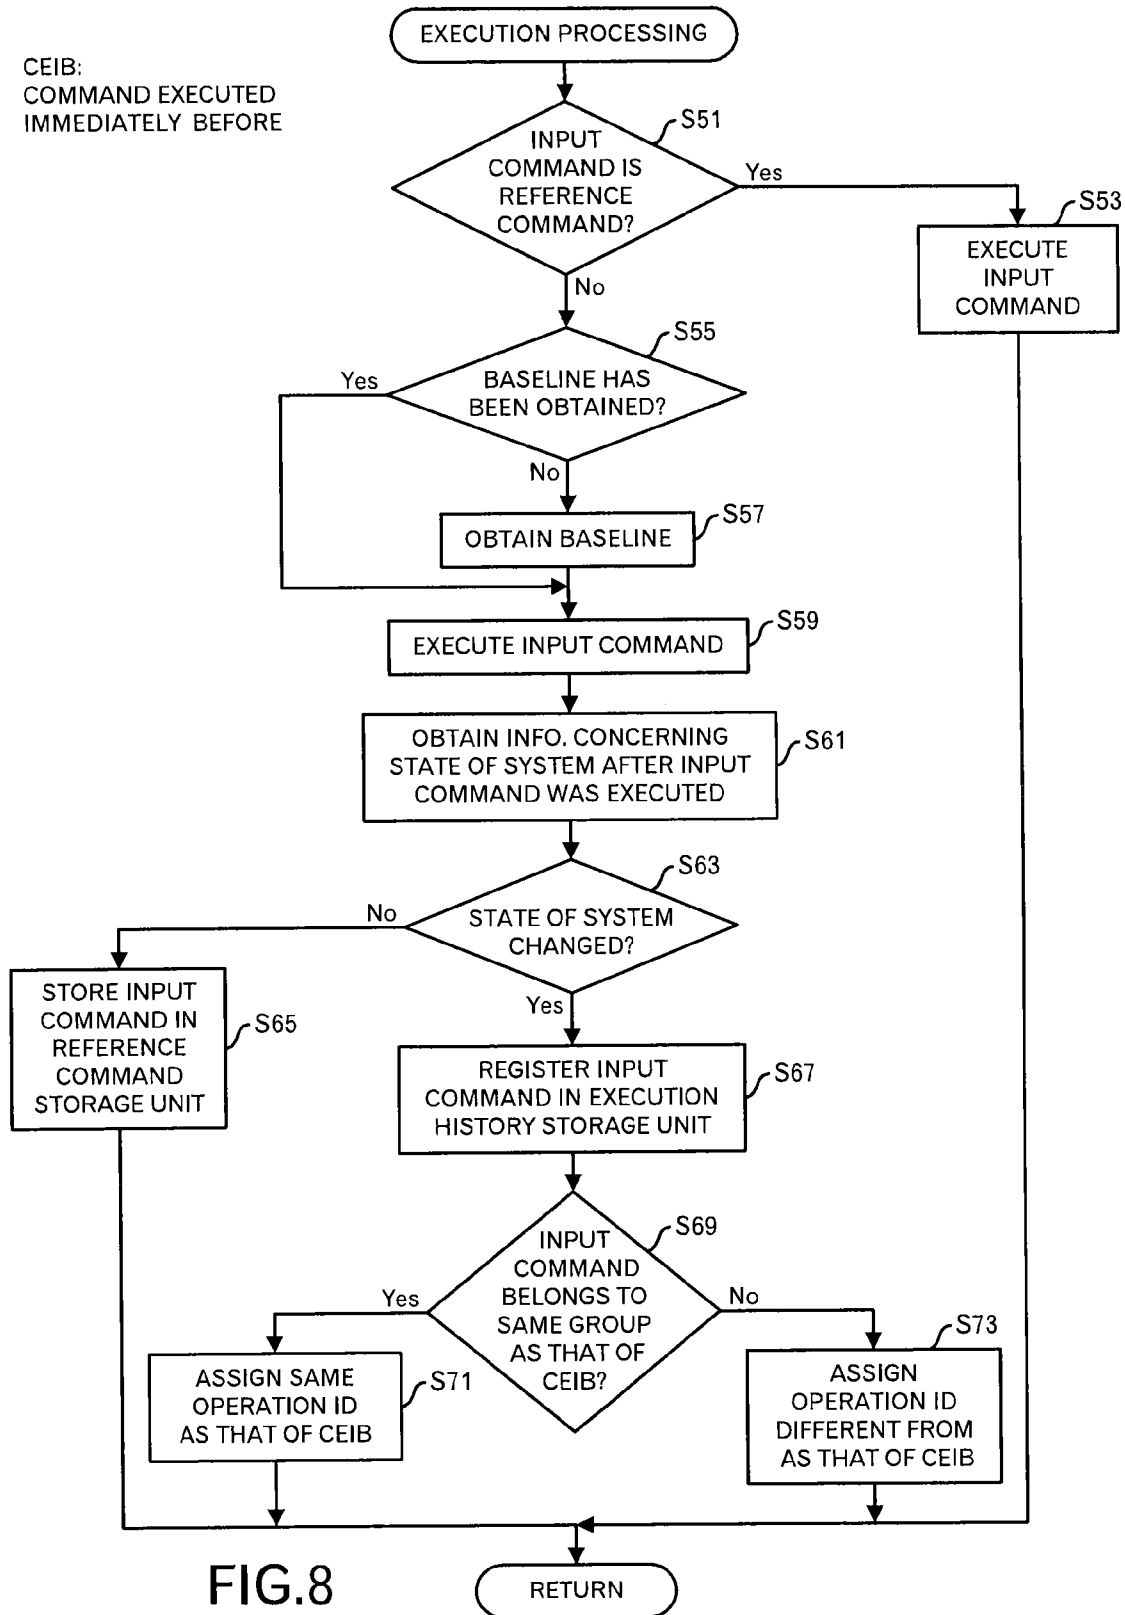 EXECUTION PROCESSING
CEIB:
COMMAND EXECUTED
IMMEDIATELY BEFORE
S51
INPUT
COMMAND IS
REFERENCE
COMMAND?
Yes
S53
EXECUTE
INPUT
COMMAND
No
S55
BASELINE HAS
BEEN OBTAINED?
Yes
No
S57
OBTAIN BASELINE
S59
EXECUTE INPUT COMMAND
S61
OBTAIN INFO. CONCERNING
STATE OF SYSTEM AFTER INPUT
COMMAND WAS EXECUTED
S63
STATE OF SYSTEM
CHANGED?
No
Yes
STORE INPUT
COMMAND IN
REFERENCE
COMMAND
STORAGE UNIT
S65
REGISTER INPUT
COMMAND IN EXECUTION
HISTORY STORAGE UNIT
S67
S69
INPUT
COMMAND
BELONGS TO
SAME GROUP
AS THAT OF
CEIB?
Yes
No
ASSIGN SAME
OPERATION ID
AS THAT OF CEIB
S71
S73
ASSIGN
OPERATION ID
DIFFERENT FROM
AS THAT OF CEIB
FIG.8
RETURN